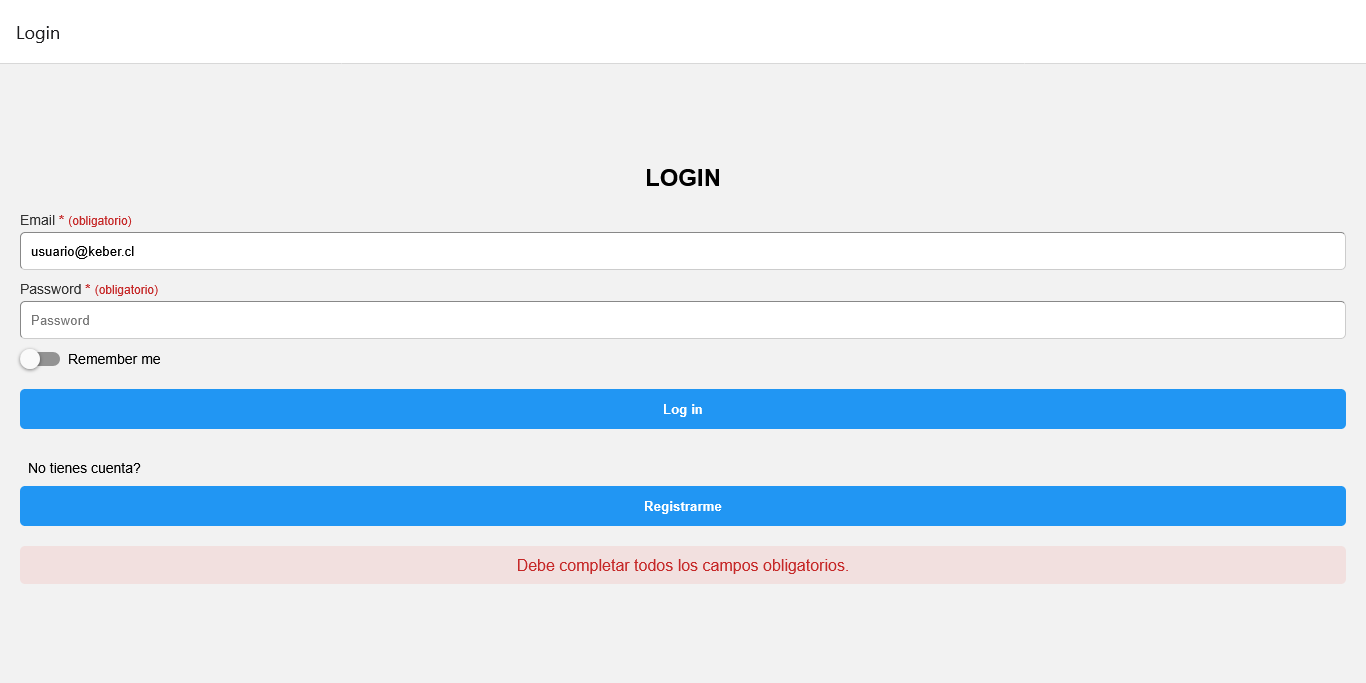 Login
LOGIN
Email * (obligatorio)
usuario@keber.cl
Password * (obligatorio)
Password
Remember me
Log in
No tienes cuenta?
Registrarme
Debe completar todos los campos obligatorios.